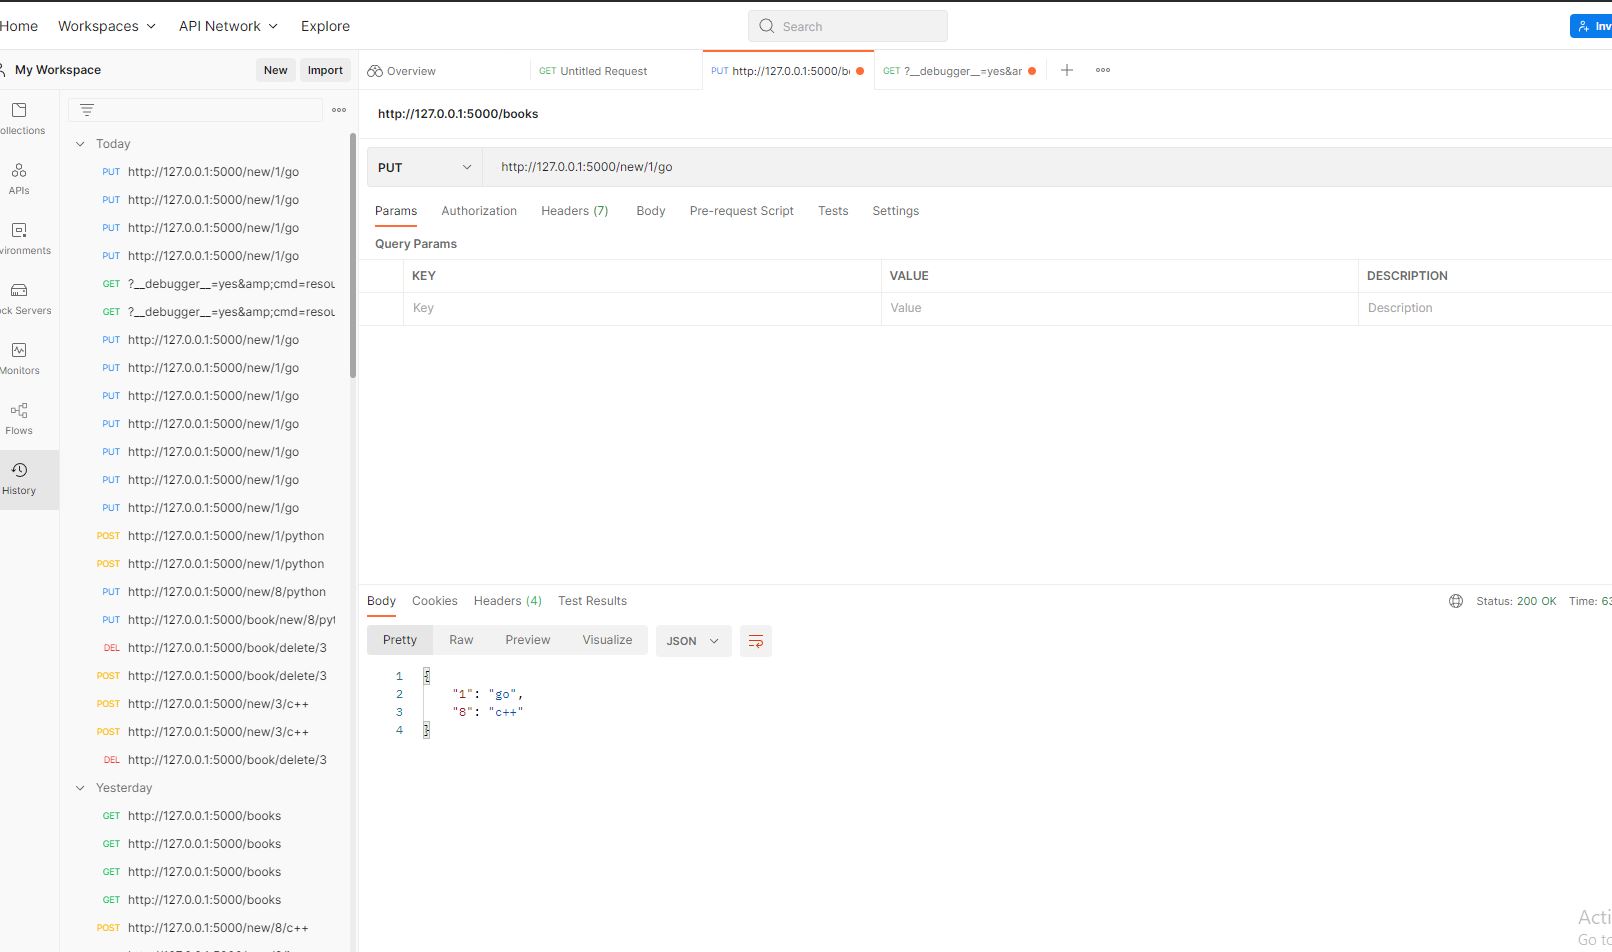 Home Workspaces API Network Explore Search Inv
My Workspace New Import Overview GET Untitled Request PUT http://127.0.0.1:5000/b GET ?__debugger__=yes&ar
http://127.0.0.1:5000/books
ollections
APIs
vironments
ock Servers
Monitors
Flows
History
Today
PUT http://127.0.0.1:5000/new/1/go
PUT http://127.0.0.1:5000/new/1/go
PUT http://127.0.0.1:5000/new/1/go
PUT http://127.0.0.1:5000/new/1/go
GET ?__debugger__=yes&amp;cmd=resou
GET ?__debugger__=yes&amp;cmd=resou
PUT http://127.0.0.1:5000/new/1/go
PUT http://127.0.0.1:5000/new/1/go
PUT http://127.0.0.1:5000/new/1/go
PUT http://127.0.0.1:5000/new/1/go
PUT http://127.0.0.1:5000/new/1/go
PUT http://127.0.0.1:5000/new/1/go
PUT http://127.0.0.1:5000/new/1/go
POST http://127.0.0.1:5000/new/1/python
POST http://127.0.0.1:5000/new/1/python
PUT http://127.0.0.1:5000/new/8/python
PUT http://127.0.0.1:5000/book/new/8/pyt
DEL http://127.0.0.1:5000/book/delete/3
POST http://127.0.0.1:5000/book/delete/3
POST http://127.0.0.1:5000/new/3/c++
POST http://127.0.0.1:5000/new/3/c++
DEL http://127.0.0.1:5000/book/delete/3
Yesterday
GET http://127.0.0.1:5000/books
GET http://127.0.0.1:5000/books
GET http://127.0.0.1:5000/books
GET http://127.0.0.1:5000/books
POST http://127.0.0.1:5000/new/8/c++
PUT http://127.0.0.1:5000/new/1/go
Params Authorization Headers (7) Body Pre-request Script Tests Settings
Query Params
KEY VALUE DESCRIPTION
Key Value Description
Body Cookies Headers (4) Test Results Status: 200 OK Time: 63
Pretty Raw Preview Visualize JSON
1 {
2 "1": "go",
3 "8": "c++"
4 }
Acti
Go to